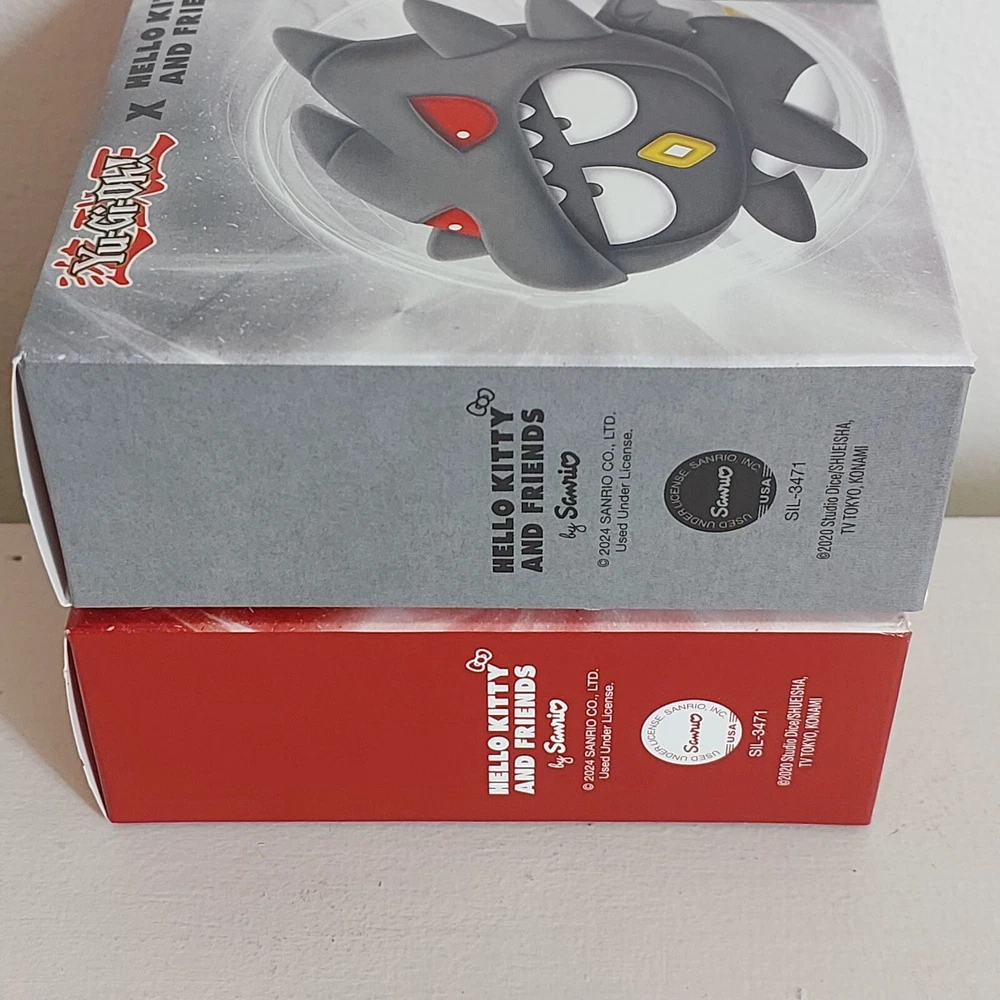 Yu-Gi-Oh!
X
HELLO KI
AND FRIE
HELLO KITTY
AND FRIENDS
by Sanrio
© 2024 SANRIO CO., LTD.
Used Under License.
USED UNDER LICENSE. SANRIO, INC.
Sanrio
USA
SIL-3471
©2020 Studio Dice/SHUEISHA,
TV TOKYO, KONAMI
HELLO KITTY
AND FRIENDS
by Sanrio
© 2024 SANRIO CO., LTD.
Used Under License.
USED UNDER LICENSE. SANRIO, INC.
Sanrio
USA
SIL-3471
©2020 Studio Dice/SHUEISHA,
TV TOKYO, KONAMI